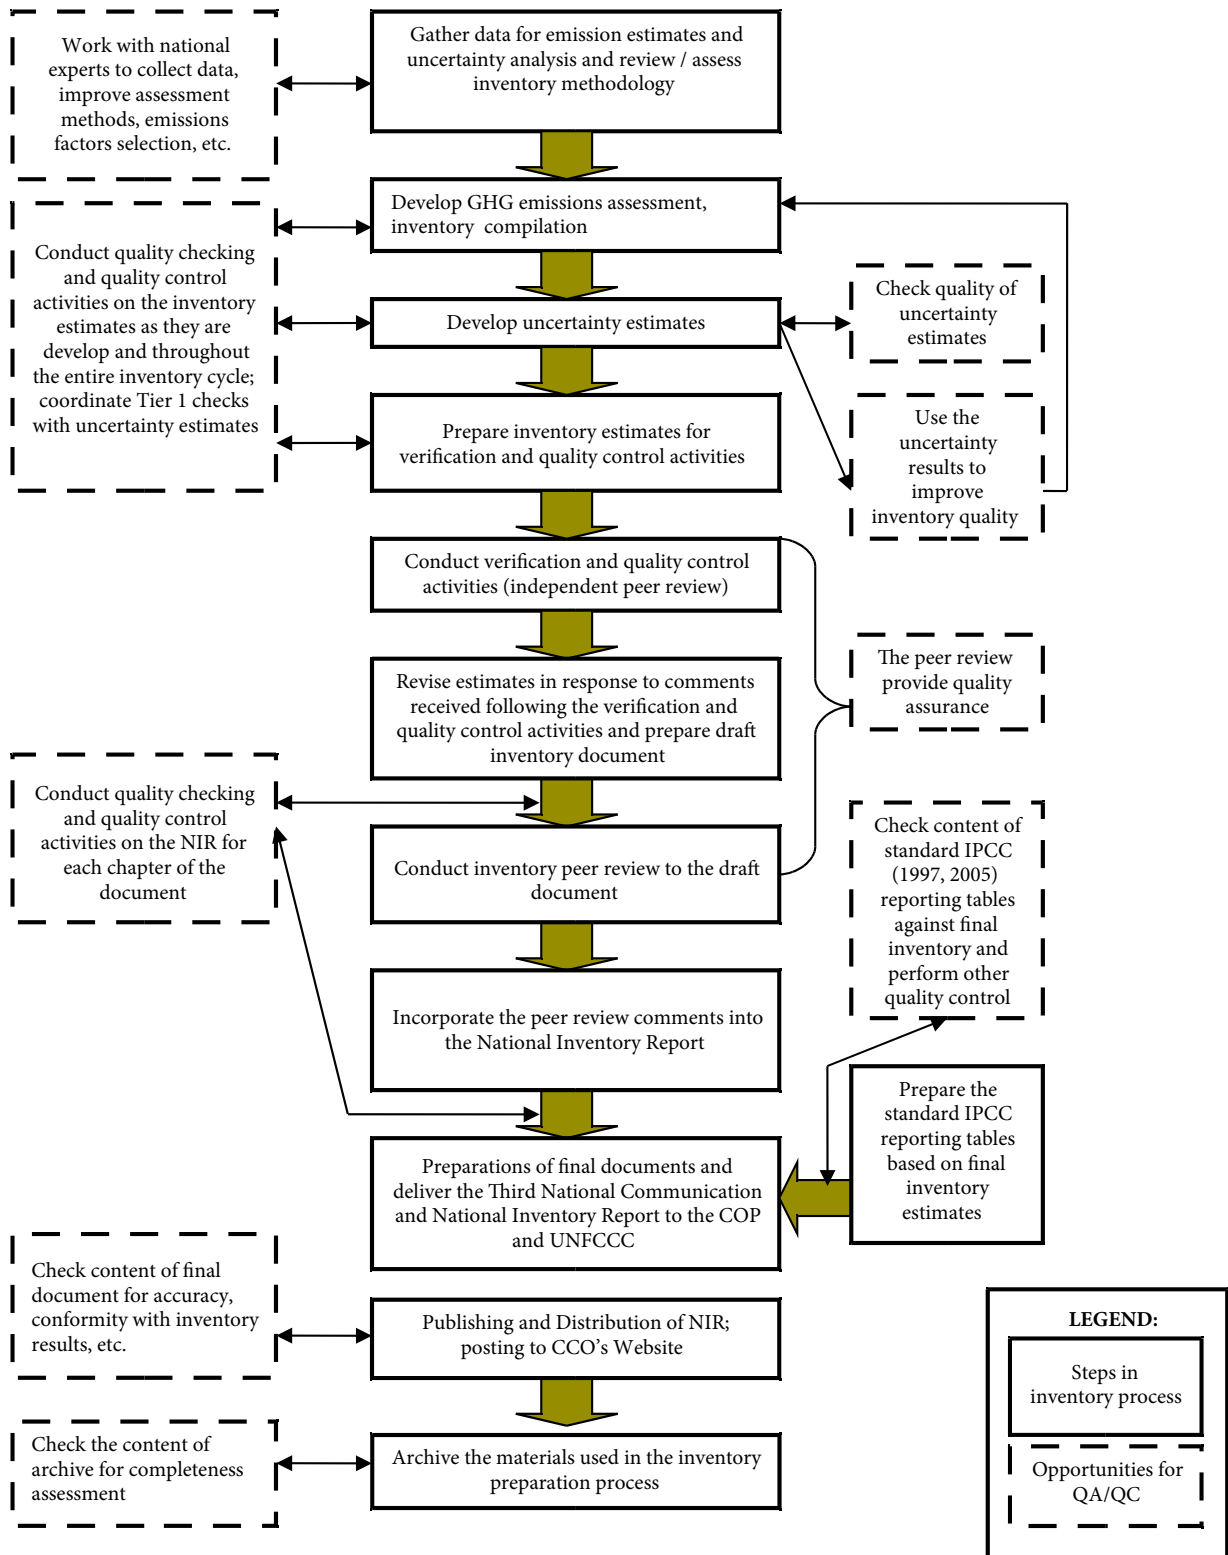 Work with national
experts to collect data,
improve assessment
methods, emissions
factors selection, etc.
Gather data for emission estimates and
uncertainty analysis and review / assess
inventory methodology
Develop GHG emissions assessment,
inventory compilation
Conduct quality checking
and quality control
activities on the inventory
estimates as they are
develop and throughout
the entire inventory cycle;
coordinate Tier 1 checks
with uncertainty estimates
Develop uncertainty estimates
Check quality of
uncertainty
estimates
Prepare inventory estimates for
verification and quality control activities
Use the
uncertainty
results to
improve
inventory quality
Conduct verification and quality control
activities (independent peer review)
Revise estimates in response to comments
received following the verification and
quality control activities and prepare draft
inventory document
The peer review
provide quality
assurance
Conduct quality checking
and quality control
activities on the NIR for
each chapter of the
document
Conduct inventory peer review to the draft
document
Check content of
standard IPCC
(1997, 2005)
reporting tables
against final
inventory and
perform other
quality control
Incorporate the peer review comments into
the National Inventory Report
Prepare the
standard IPCC
reporting tables
based on final
inventory
estimates
Preparations of final documents and
deliver the Third National Communication
and National Inventory Report to the COP
and UNFCCC
Check content of final
document for accuracy,
conformity with inventory
results, etc.
Publishing and Distribution of NIR;
posting to CCO's Website
Check the content of
archive for completeness
assessment
Archive the materials used in the inventory
preparation process
LEGEND:
Steps in
inventory process
Opportunities for
QA/QC